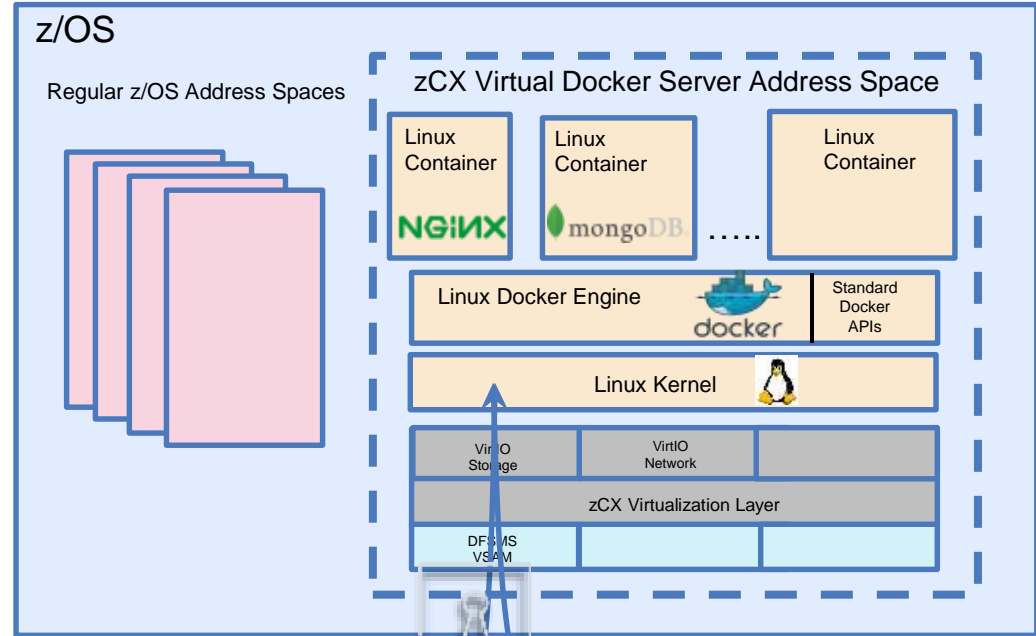 z/OS
Regular z/OS Address Spaces
zCX Virtual Docker Server Address Space
Linux
Container
NGiИX
Linux
Container
mongoDB.
.....
Linux
Container
Linux Docker Engine
docker
Standard
Docker
APIs
Linux Kernel
VirtIO
Storage
VirtIO
Network
zCX Virtualization Layer
DFSMS
VSAM